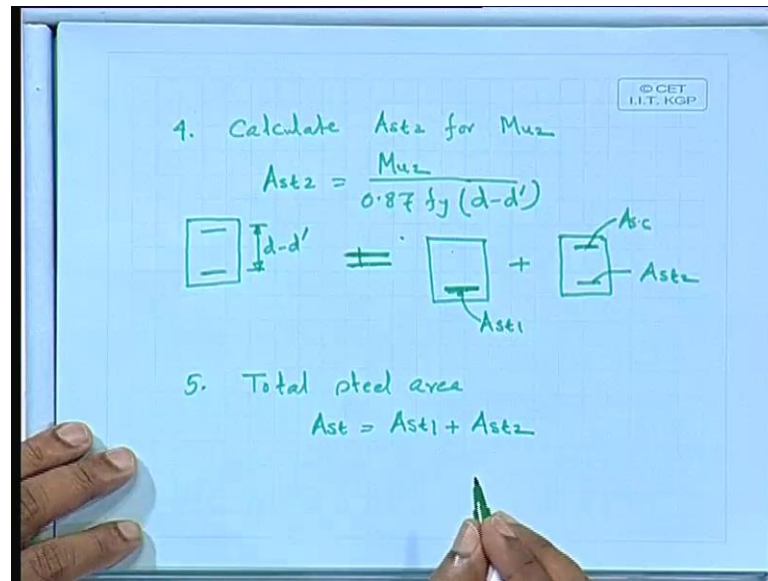 © CET
I.I.T. KGP
4. Calculate Ast2 for Mu2
Ast2 = Mu2 / 0.87 fy (d-d')
d-d' = + Asc
Ast2
Ast1
5. Total steel area
Ast = Ast1 + Ast2